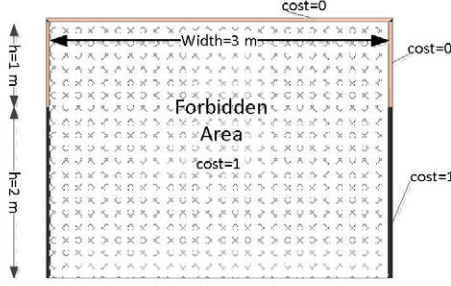 cost=0
Width=3 m
cost=0
h=1 m
Forbidden
Area
cost=1
cost=1
h=2 m